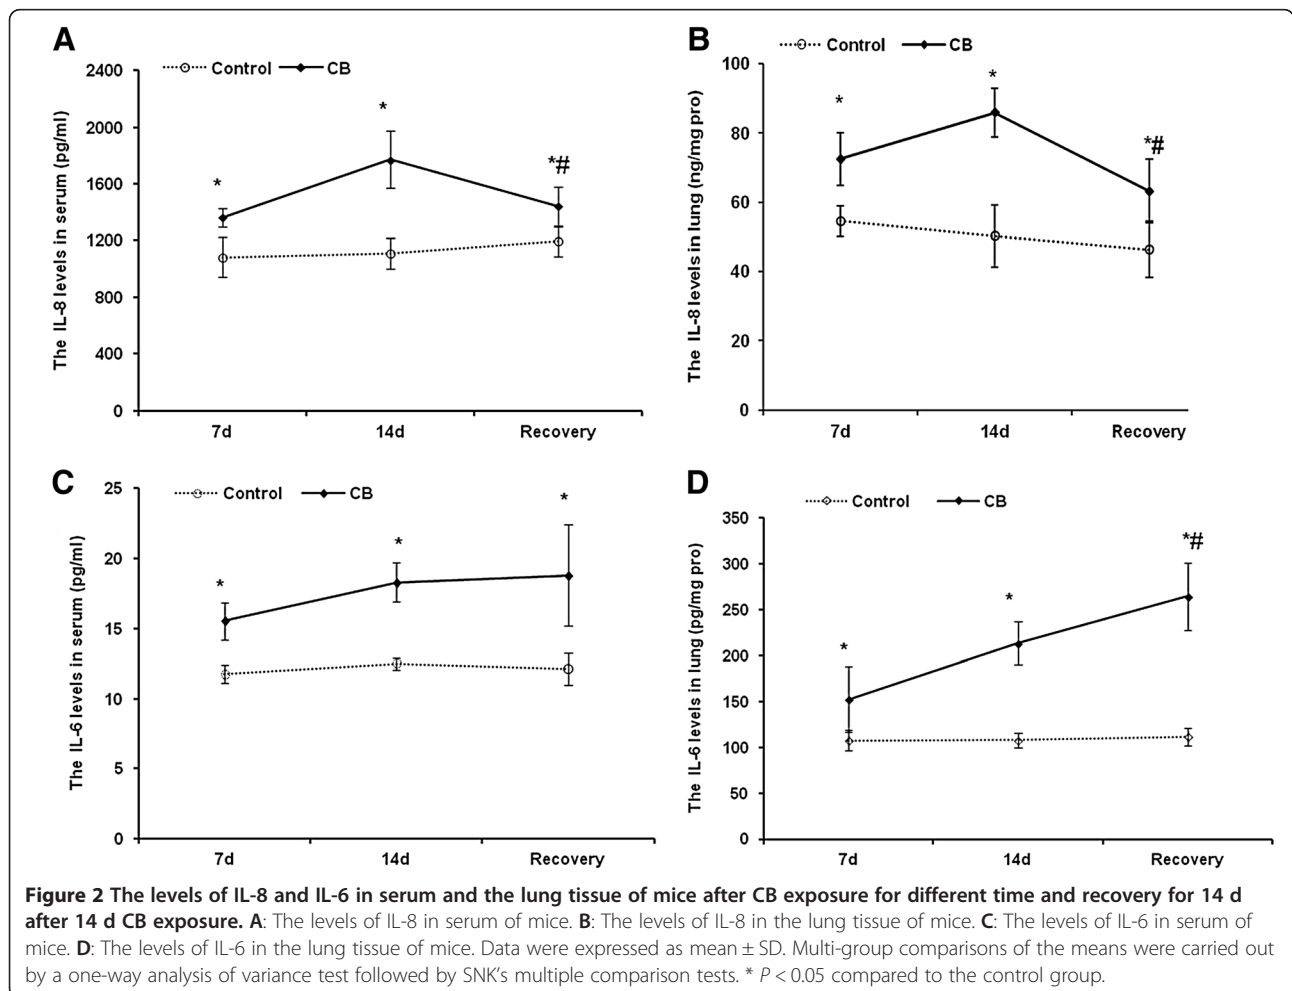 A
Control CB
The IL-8 levels in serum (pg/ml)
2400
2000
1600
1200
800
400
0
* * *#
7d 14d Recovery
B
Control CB
The IL-8 levels in lung (ng/mg pro)
100
80
60
40
20
0
* * *#
7d 14d Recovery
C
Control CB
The IL-6 levels in serum (pg/ml)
25
20
15
10
5
0
* * *
7d 14d Recovery
D
Control CB
The IL-6 levels in lung (pg/mg pro)
350
300
250
200
150
100
50
0
* * *#
7d 14d Recovery
Figure 2 The levels of IL-8 and IL-6 in serum and the lung tissue of mice after CB exposure for different time and recovery for 14 d
after 14 d CB exposure. A: The levels of IL-8 in serum of mice. B: The levels of IL-8 in the lung tissue of mice. C: The levels of IL-6 in serum of
mice. D: The levels of IL-6 in the lung tissue of mice. Data were expressed as mean ± SD. Multi-group comparisons of the means were carried out
by a one-way analysis of variance test followed by SNK's multiple comparison tests. * P < 0.05 compared to the control group.